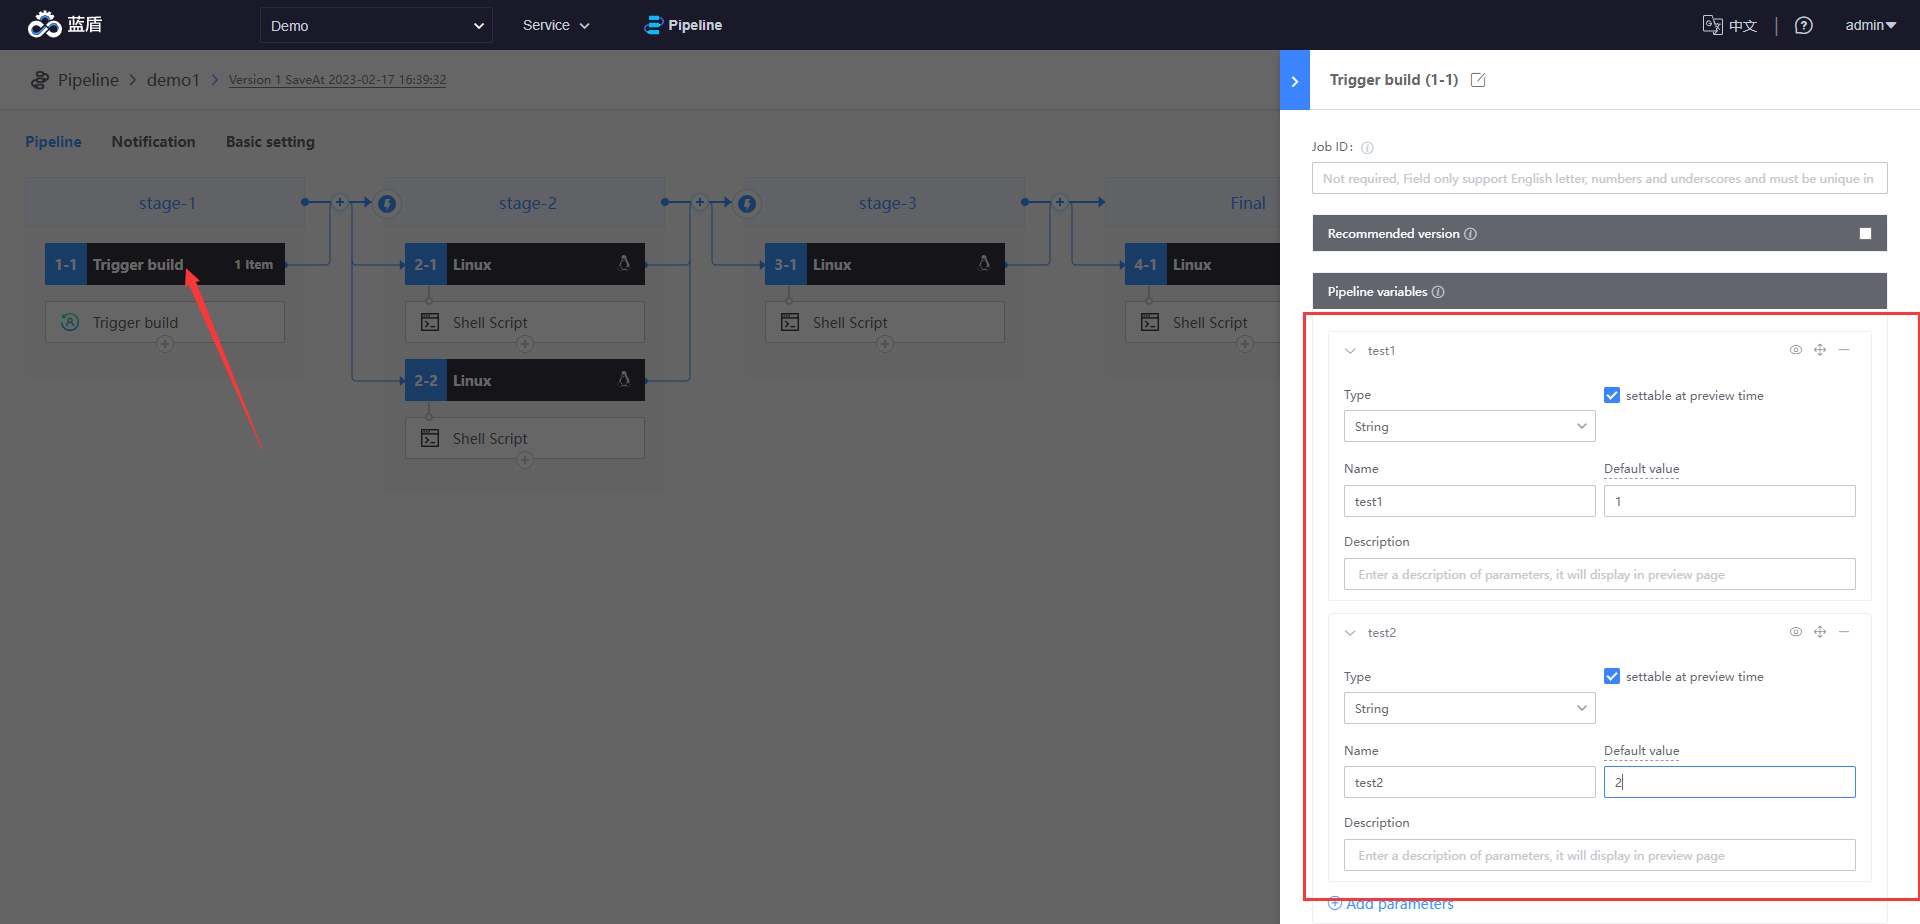 蓝盾
Demo
Service
Pipeline
中文
admin
Pipeline
demo1
Version 1 SaveAt 2023-02-17 16:39:32
Pipeline
Notification
Basic setting
stage-1
stage-2
stage-3
Final
1-1 Trigger build 1 Item
Trigger build
2-1 Linux
Shell Script
2-2 Linux
Shell Script
3-1 Linux
Shell Script
4-1 Linux
Shell Script
Trigger build (1-1)
Job ID:
Not required, Field only support English letter, numbers and underscores and must be unique in
Recommended version
Pipeline variables
test1
Type
settable at preview time
String
Name
Default value
test1
1
Description
Enter a description of parameters, it will display in preview page
test2
Type
settable at preview time
String
Name
Default value
test2
2
Description
Enter a description of parameters, it will display in preview page
Add parameters